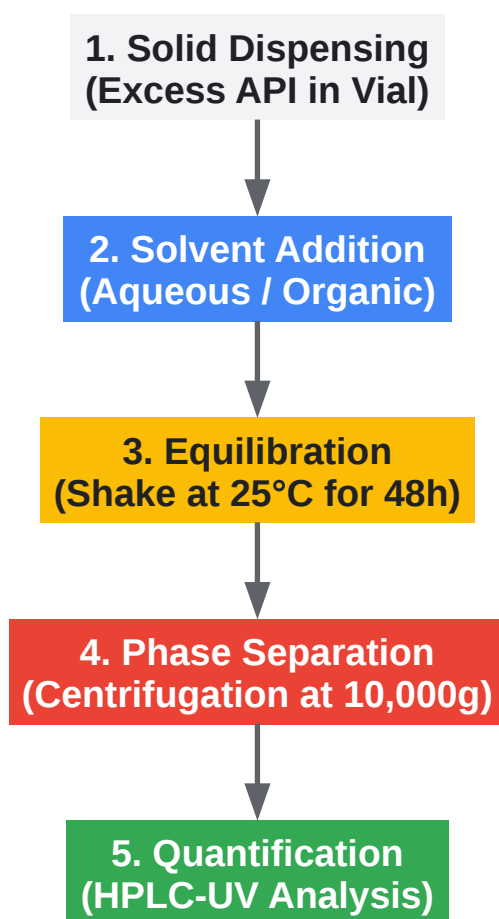 1. Solid Dispensing
(Excess API in Vial)
2. Solvent Addition
(Aqueous / Organic)
3. Equilibration
(Shake at 25°C for 48h)
4. Phase Separation
(Centrifugation at 10,000g)
5. Quantification
(HPLC-UV Analysis)